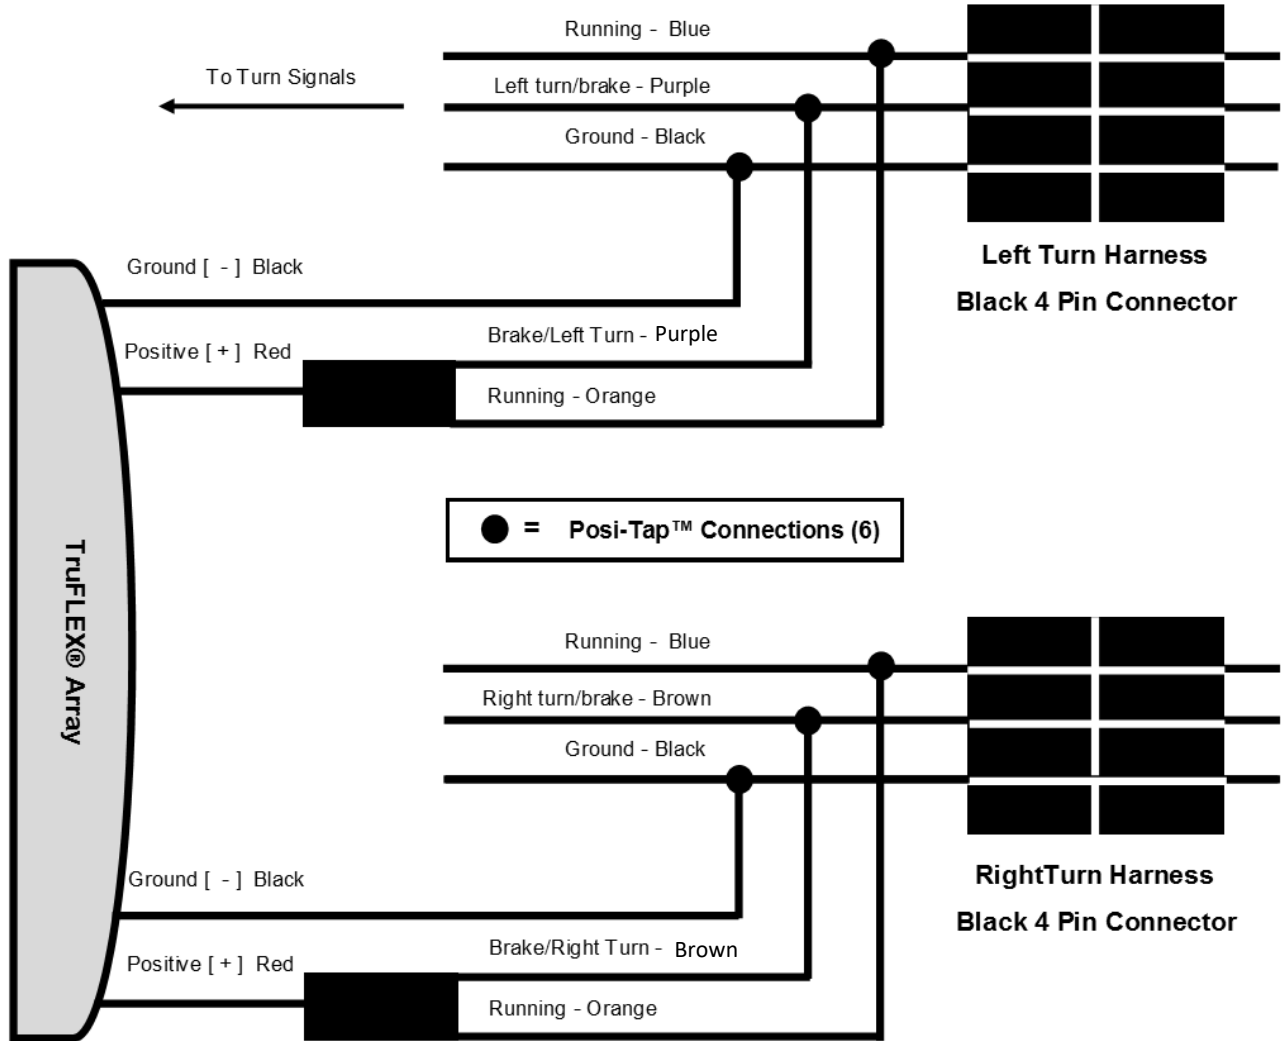 Running - Blue
To Turn Signals
Left turn/brake - Purple
Ground - Black
Left Turn Harness
Black 4 Pin Connector
Ground [ - ] Black
Brake/Left Turn - Purple
Positive [ + ] Red
Running - Orange
● = Posi-Tap™ Connections (6)
TruFLEX® Array
Running - Blue
Right turn/brake - Brown
Ground - Black
RightTurn Harness
Black 4 Pin Connector
Ground [ - ] Black
Brake/Right Turn - Brown
Positive [ + ] Red
Running - Orange